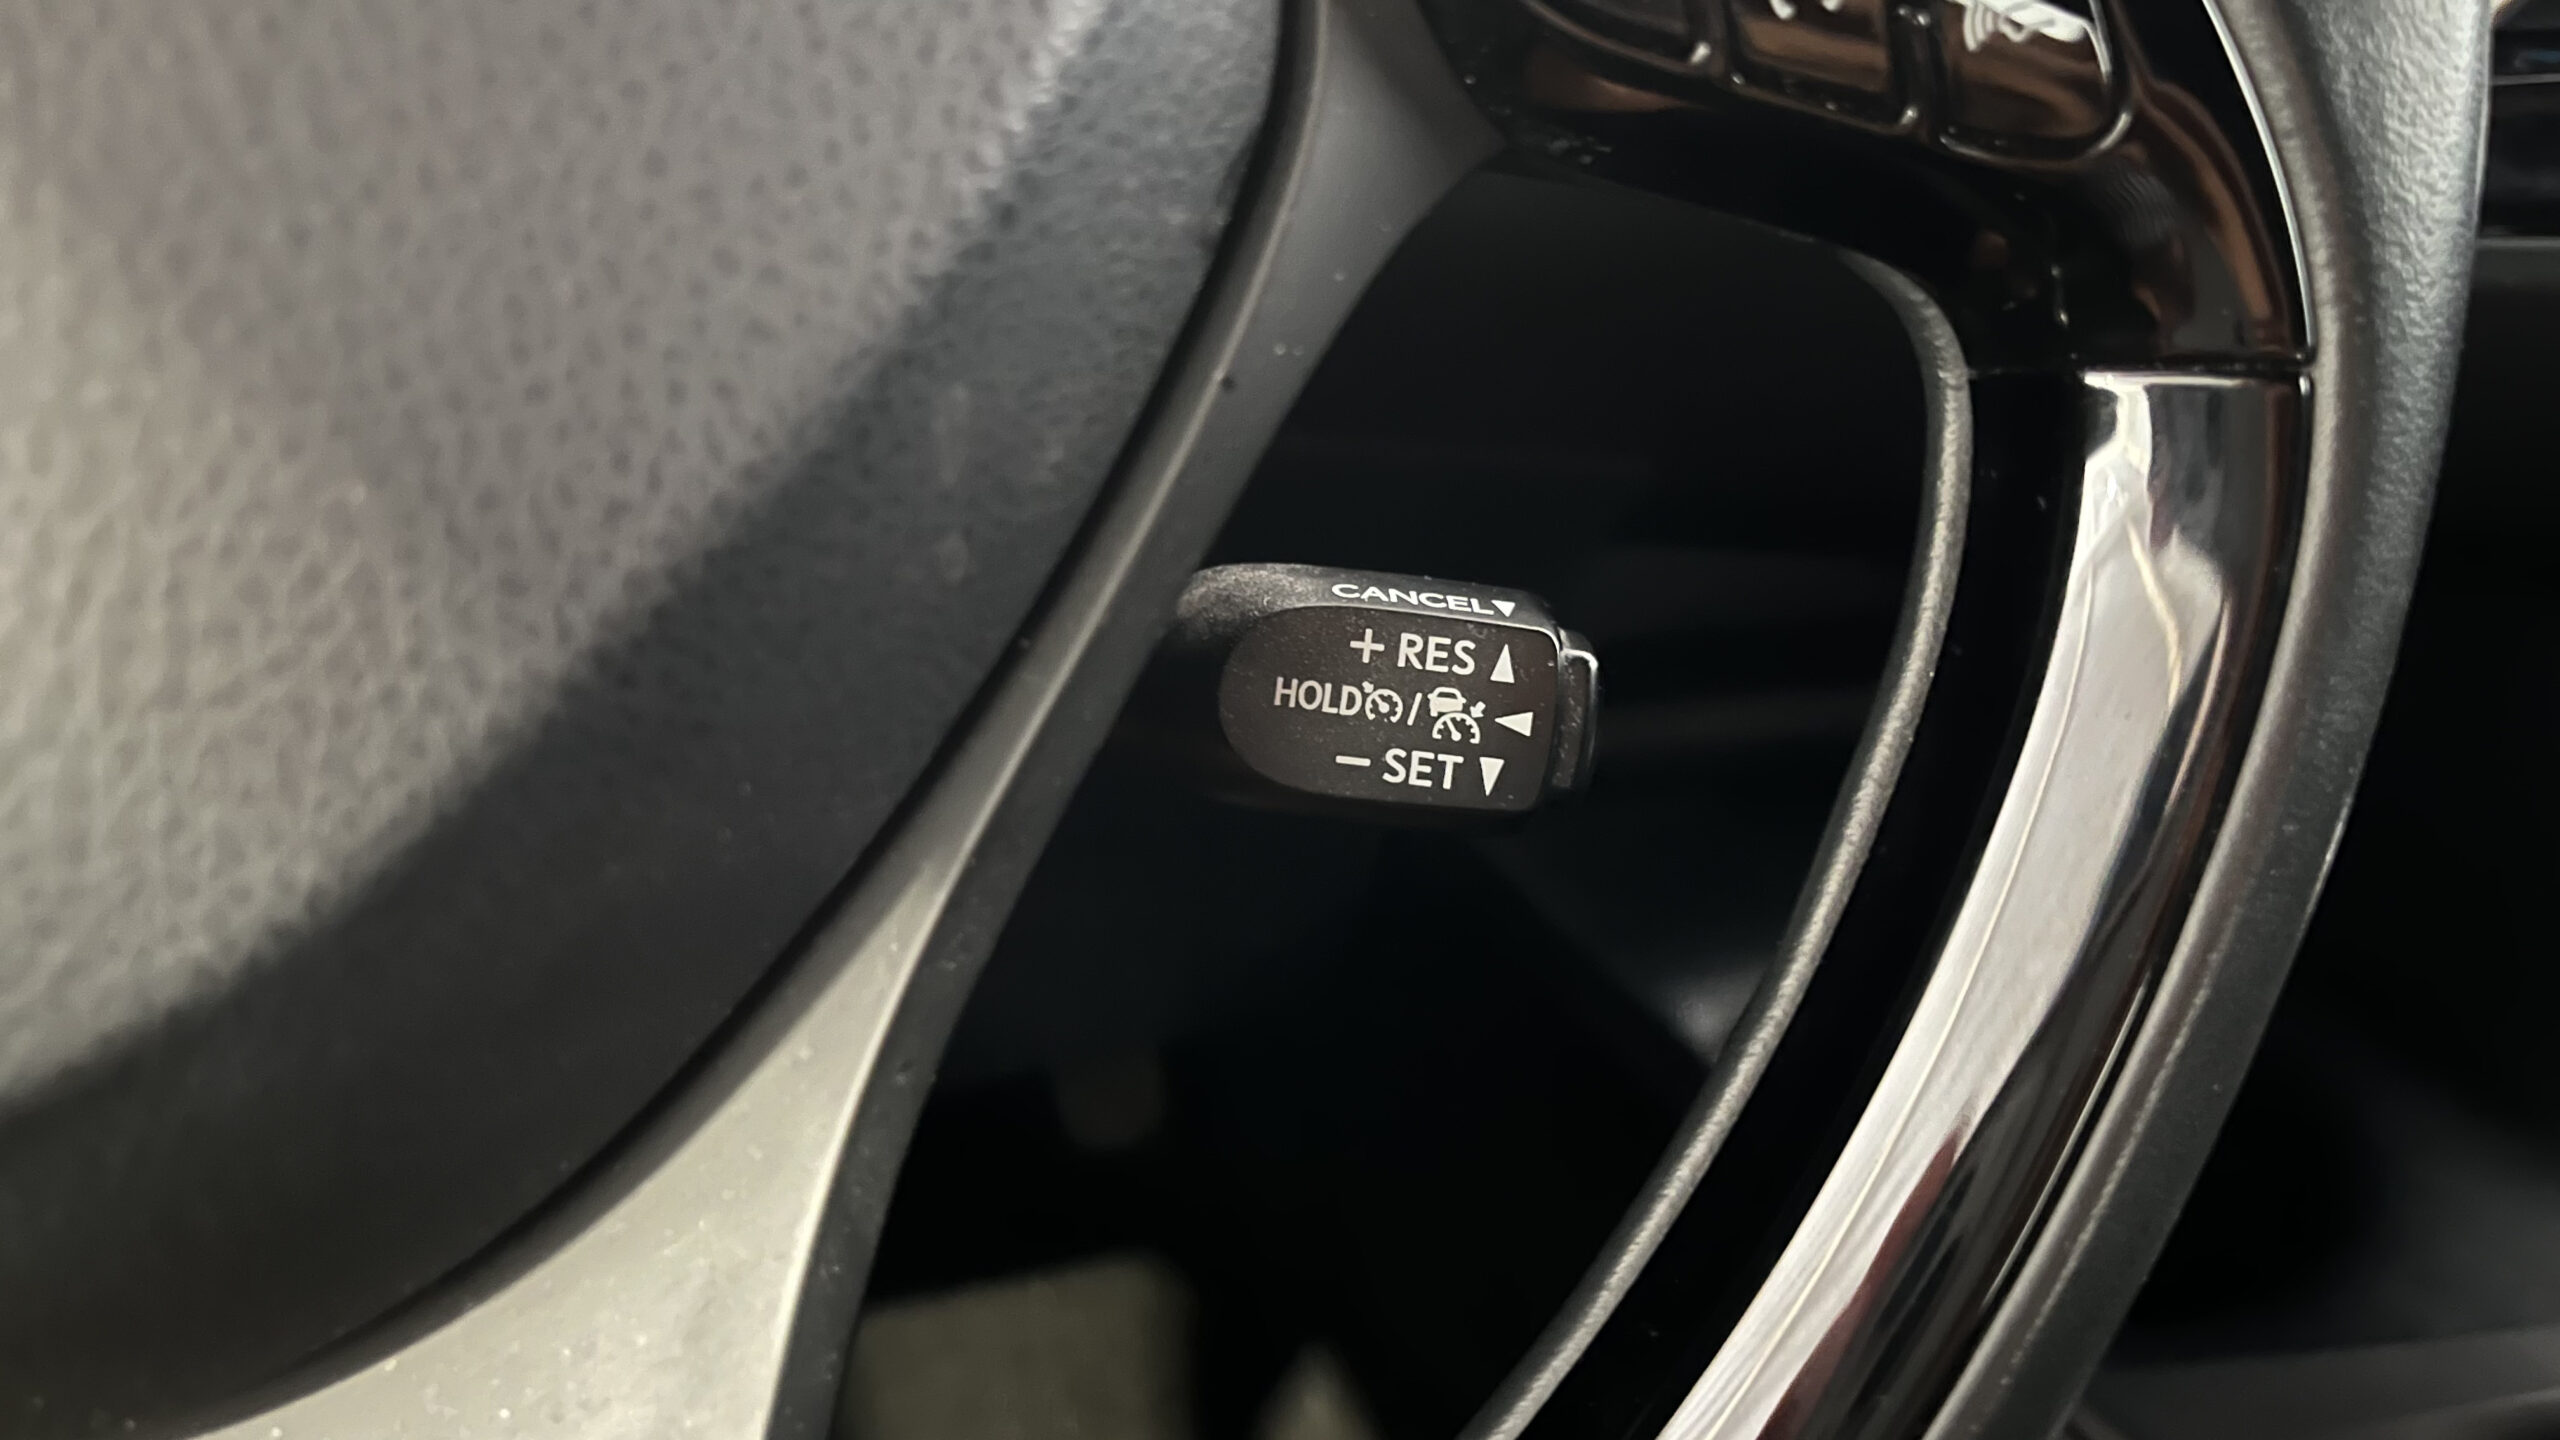 CANCEL▼
+ RES ▲
HOLD / ◀
− SET ▼